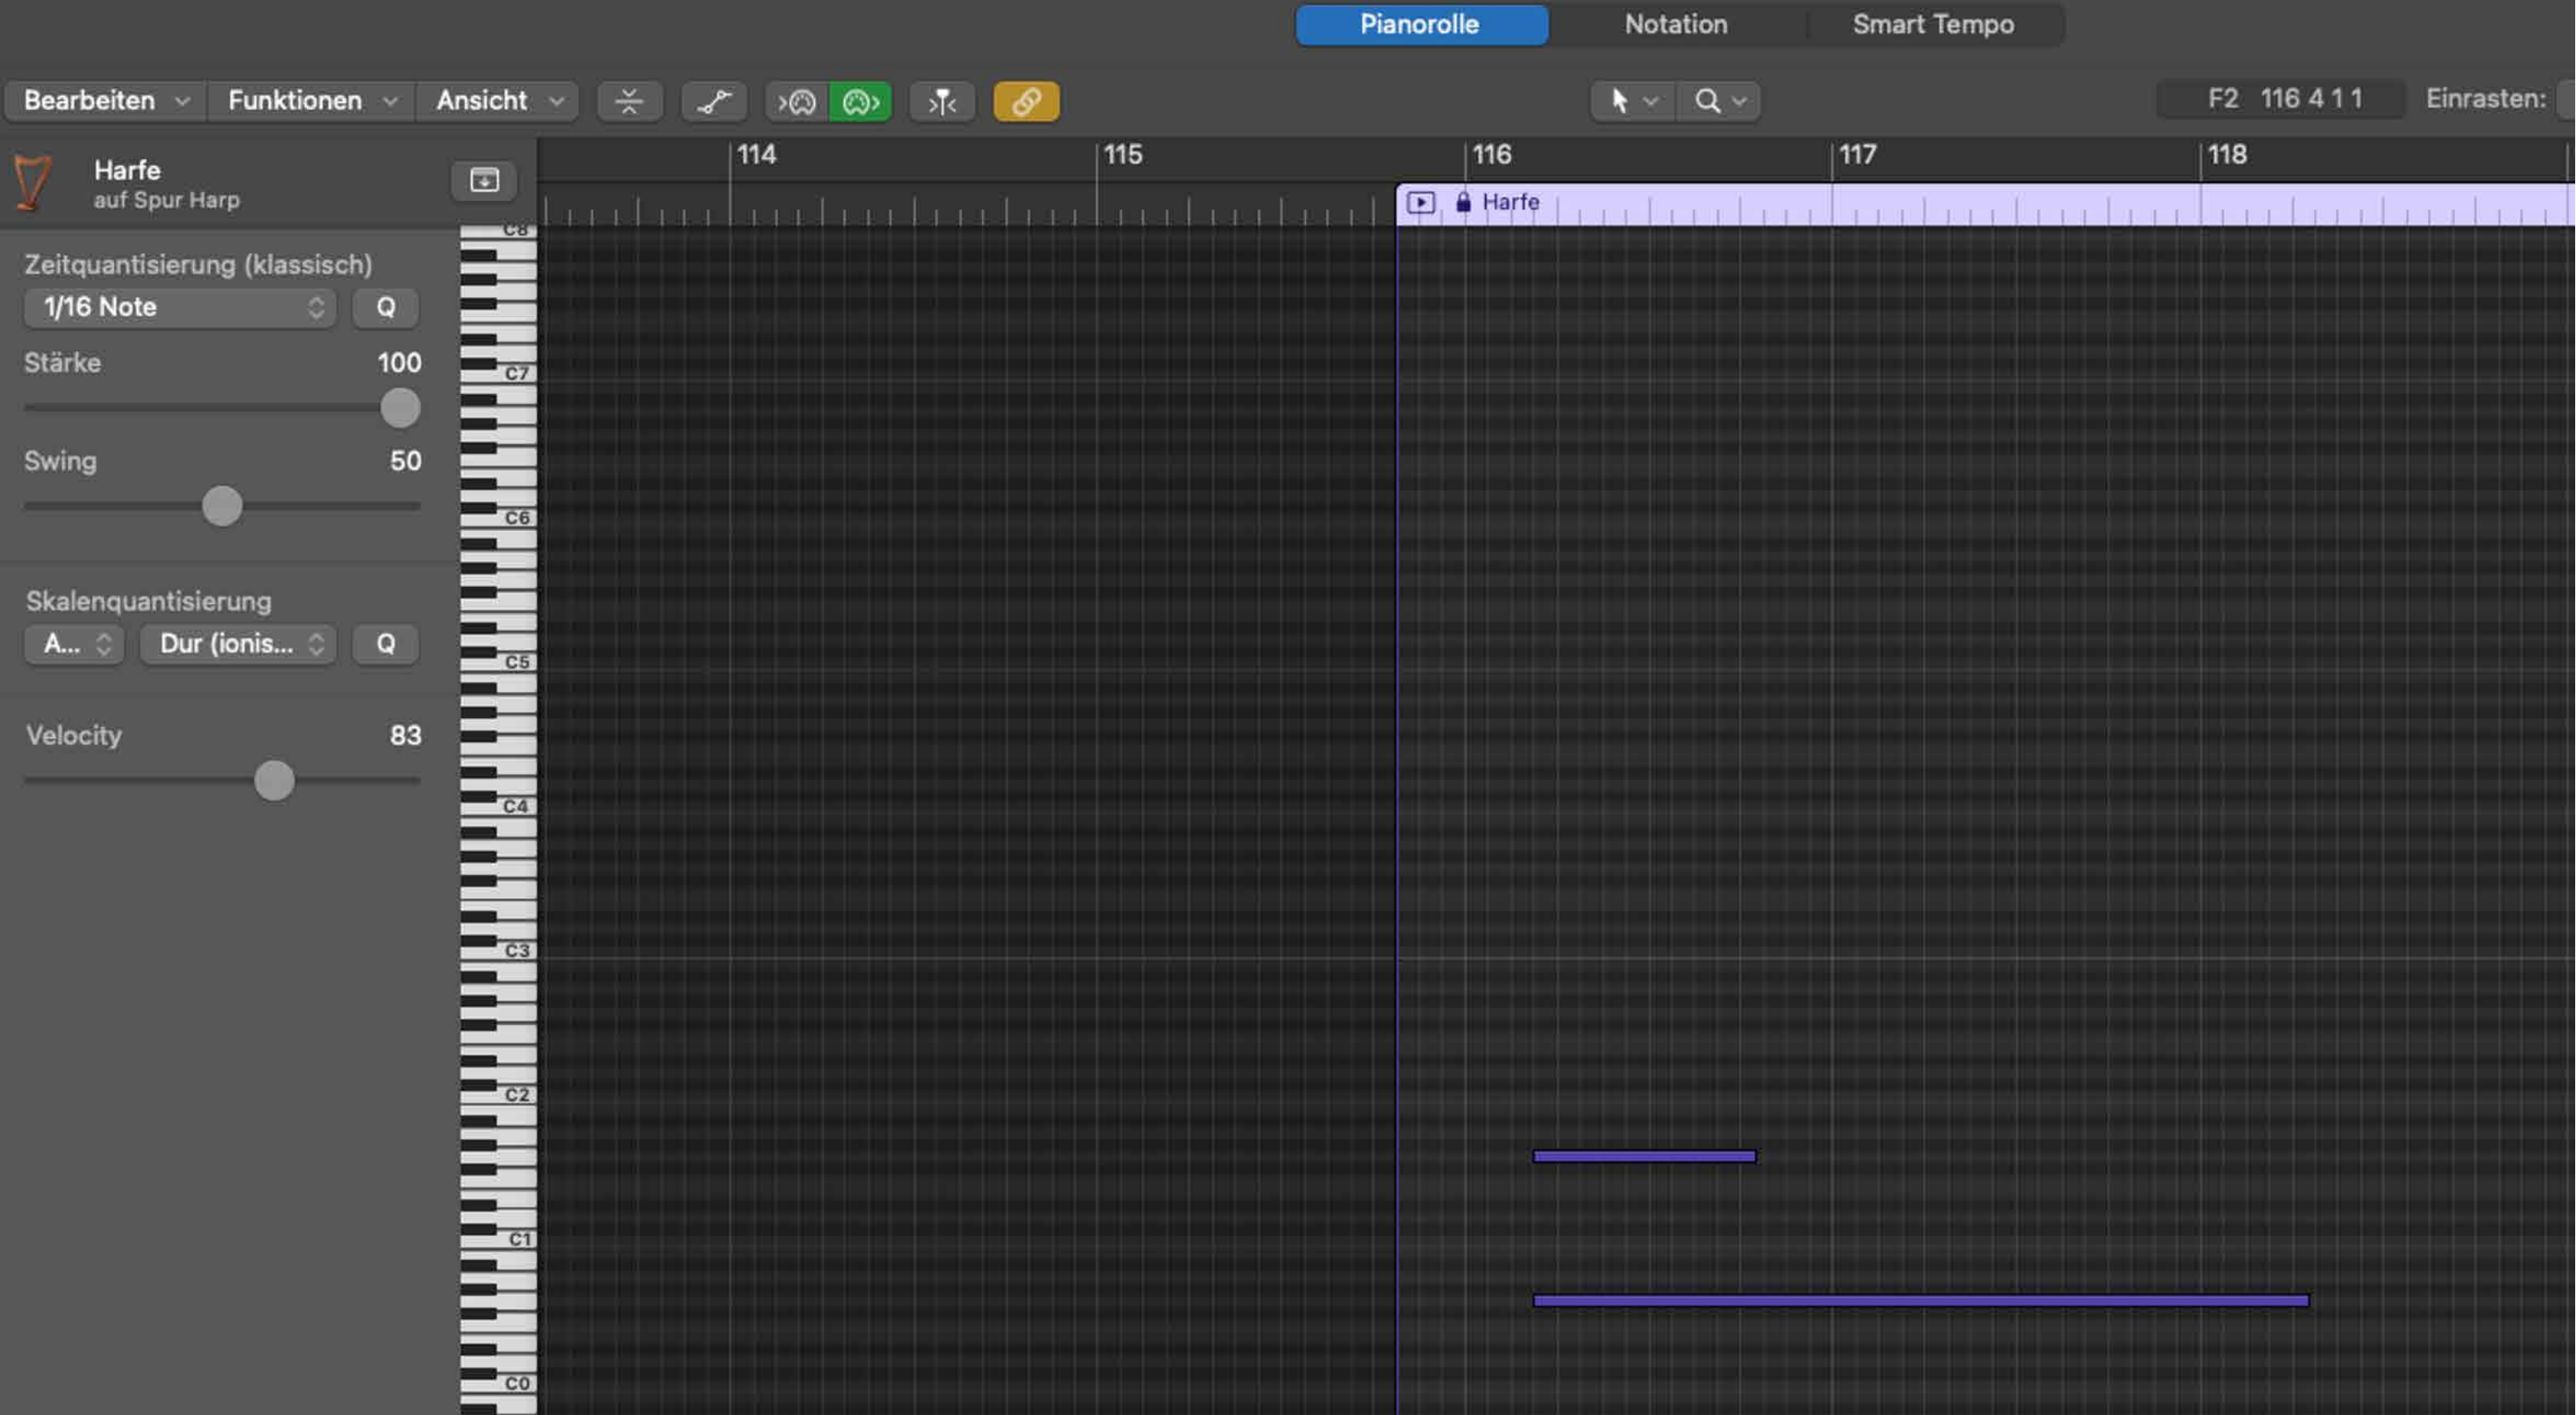 Pianorolle Notation Smart Tempo
Bearbeiten Funktionen Ansicht F2 116 4 1 1 Einrasten:
Harfe
auf Spur Harp
114 115 116 117 118
Harfe
Zeitquantisierung (klassisch)
1/16 Note Q
Stärke 100
Swing 50
Skalenquantisierung
A... Dur (ionis... Q
Velocity 83
C8
C7
C6
C5
C4
C3
C2
C1
C0